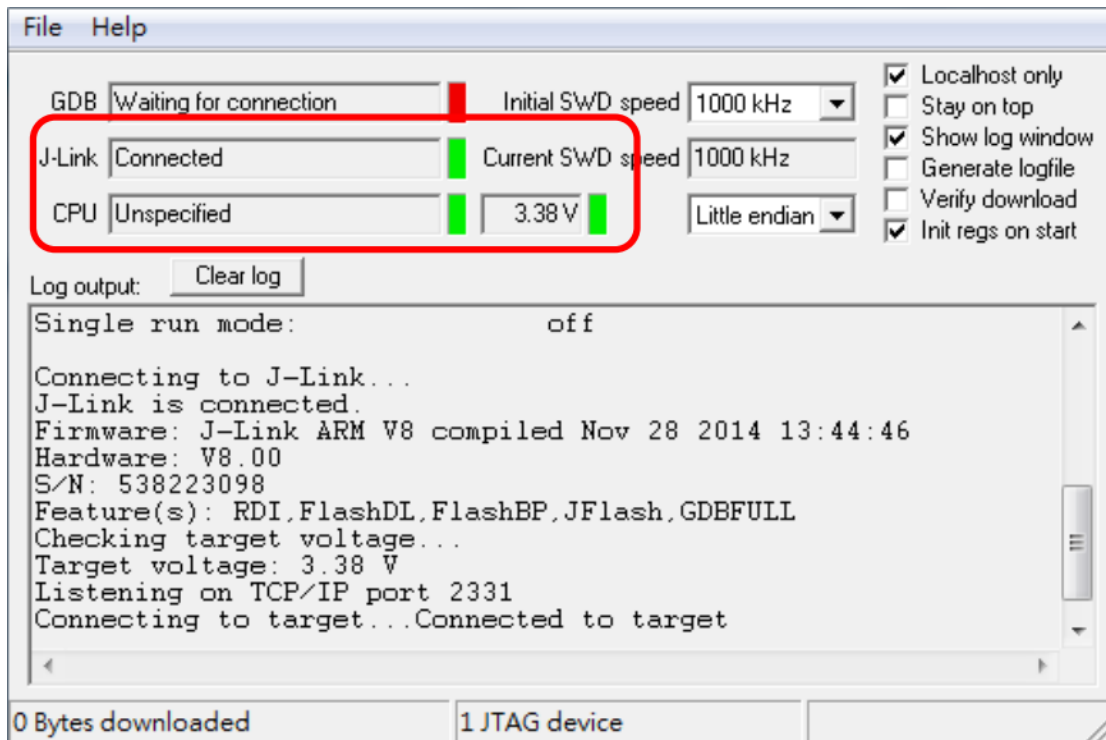 File Help
GDB Waiting for connection Initial SWD speed 1000 kHz Localhost only
Stay on top
J-Link Connected Current SWD speed 1000 kHz Show log window
Generate logfile
CPU Unspecified 3.38 V Little endian Verify download
Init regs on start
Log output: Clear log
Single run mode: off
Connecting to J-Link...
J-Link is connected.
Firmware: J-Link ARM V8 compiled Nov 28 2014 13:44:46
Hardware: V8.00
S/N: 538223098
Feature(s): RDI,FlashDL,FlashBP,JFlash,GDBFULL
Checking target voltage...
Target voltage: 3.38 V
Listening on TCP/IP port 2331
Connecting to target...Connected to target
0 Bytes downloaded 1 JTAG device